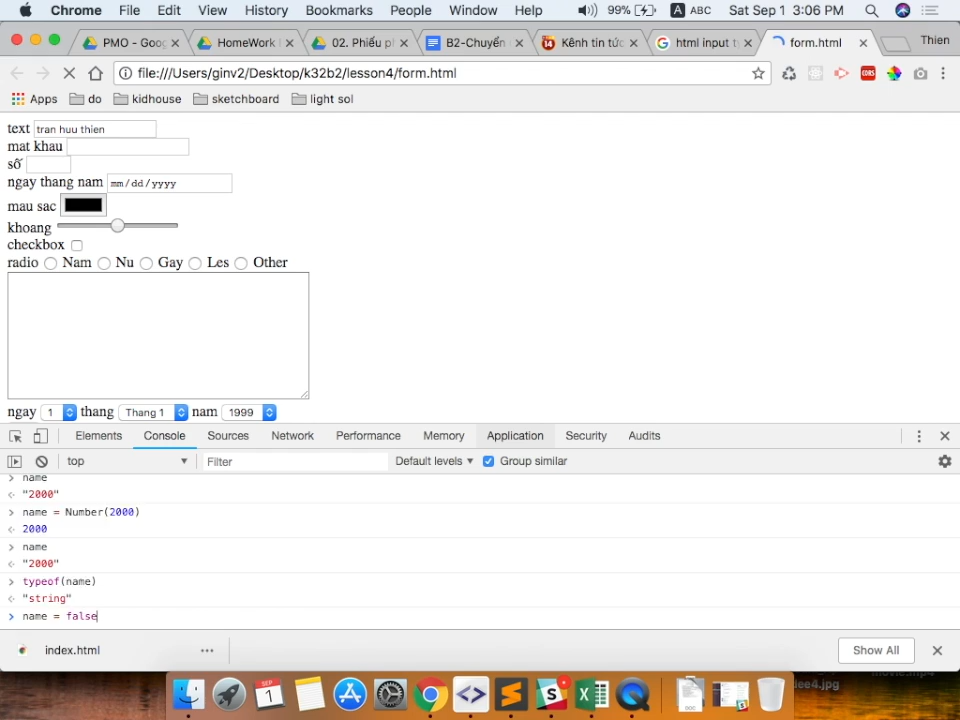 Chrome File Edit View History Bookmarks People Window Help 99% A ABC Sat Sep 1 3:06 PM
PMO - Goog HomeWork 02. Phiếu B2-Chuyển Kênh tin tức html input form.html Thien
file:///Users/ginv2/Desktop/k32b2/lesson4/form.html
Apps do kidhouse sketchboard light sol
text tran huu thien
mat khau
số
ngay thang nam mm/dd/yyyy
mau sac
khoang
checkbox
radio Nam Nu Gay Les Other
ngay 1 thang Thang 1 nam 1999
Elements Console Sources Network Performance Memory Application Security Audits
top Filter Default levels Group similar
name
"2000"
name = Number(2000)
2000
name
"2000"
typeof(name)
"string"
name = false
index.html Show All
movie.mp4
SEP
1